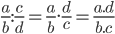 a/b : c/d = a/b · d/c = a.d/b.c